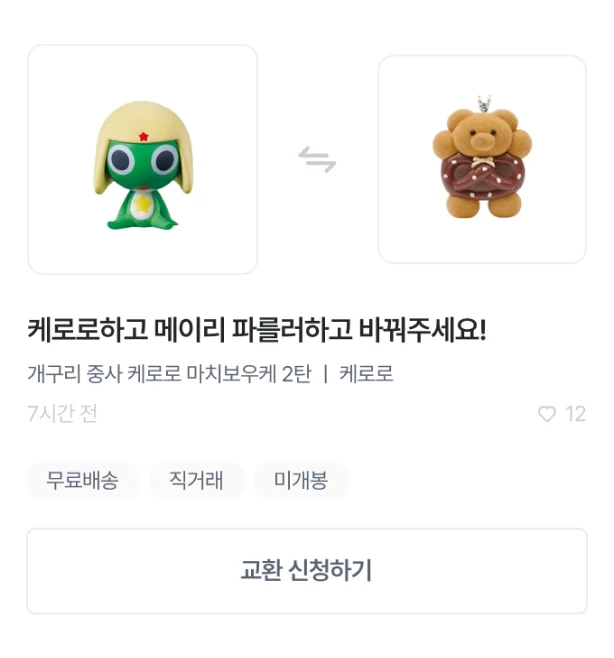 케로로하고 메이리 파를러하고 바꿔주세요!
개구리 중사 케로로 마치보우케 2탄 | 케로로
7시간 전
12
무료배송
직거래
미개봉
교환 신청하기